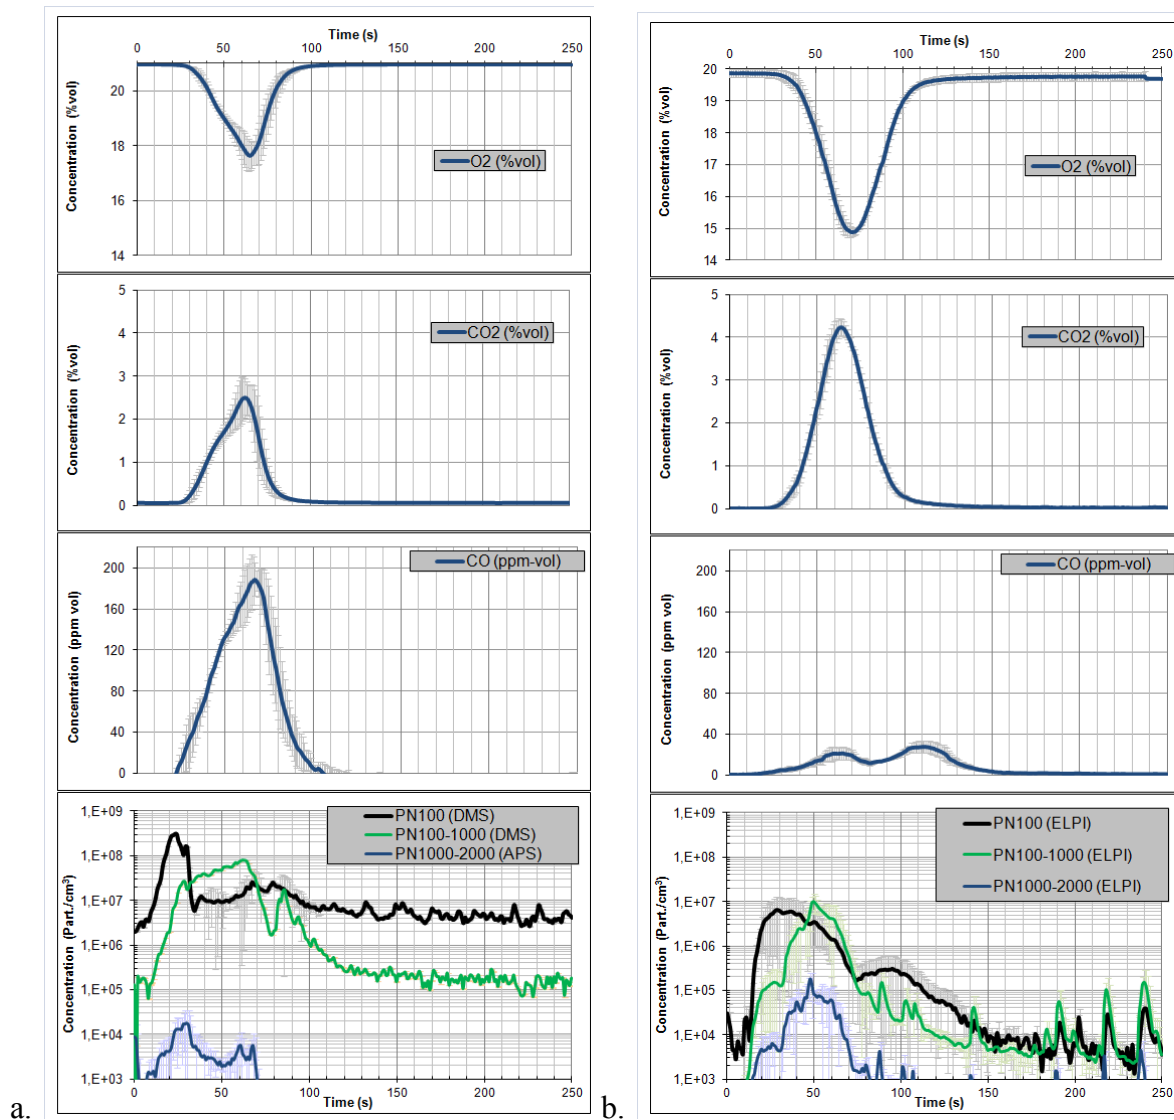 Time (s)
0 50 100 150 200 250
Concentration (%vol)
20
18
16
14
O2 (%vol)
Concentration (%vol)
5
4
3
2
1
0
CO2 (%vol)
Concentration (ppm vol)
200
160
120
80
40
0
CO (ppm-vol)
Concentration (Part./cm³)
1,E+09
1,E+08
1,E+07
1,E+06
1,E+05
1,E+04
1,E+03
PN100 (DMS)
PN100-1000 (DMS)
PN1000-2000 (APS)
0 50 100 150 200 250
Time (s)
a.
Time (s)
0 50 100 150 200 250
Concentration (%vol)
20
19
18
17
16
15
14
O2 (%vol)
Concentration (%vol)
5
4
3
2
1
0
CO2 (%vol)
Concentration (ppm vol)
200
160
120
80
40
0
CO (ppm-vol)
Concentration (Part./cm³)
1,E+09
1,E+08
1,E+07
1,E+06
1,E+05
1,E+04
1,E+03
PN100 (ELPI)
PN100-1000 (ELPI)
PN1000-2000 (ELPI)
0 50 100 150 200 250
Time (s)
b.